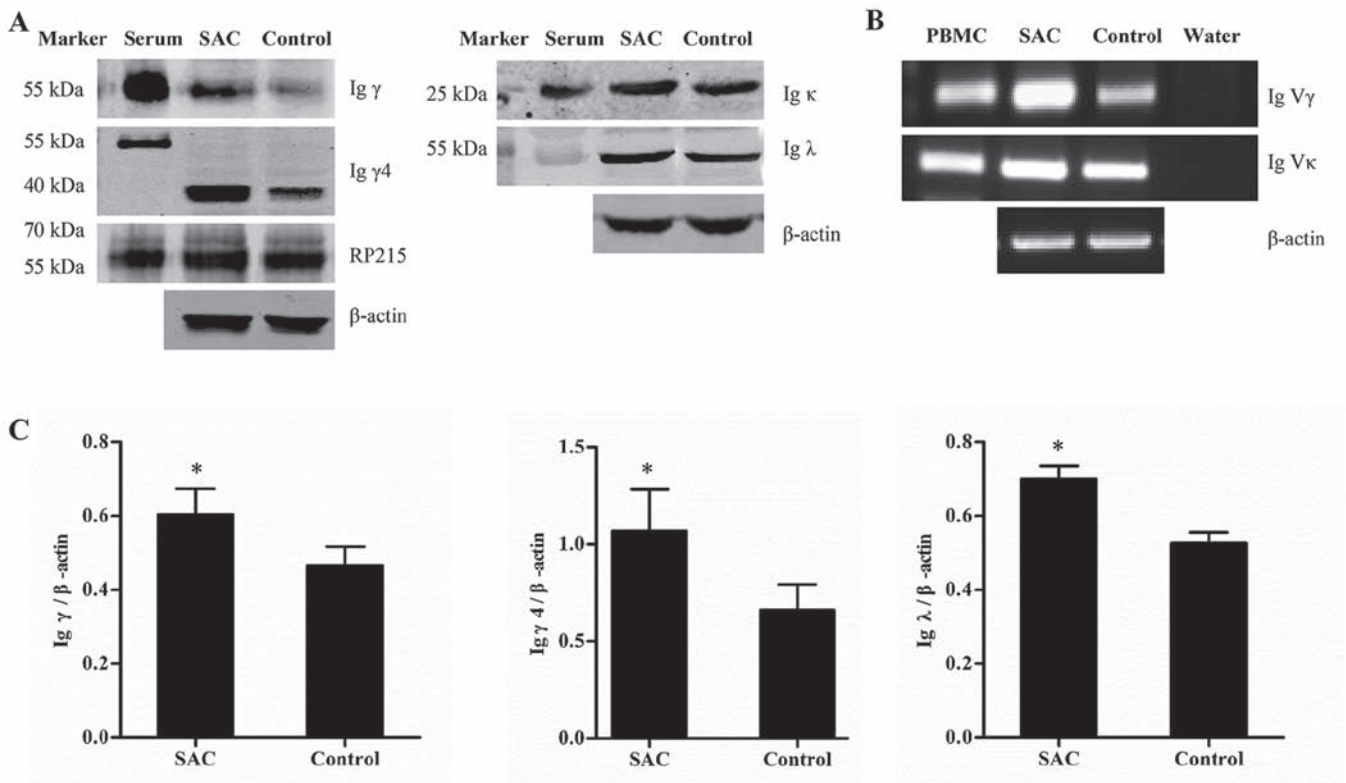 A
Marker Serum SAC Control
55 kDa
Ig γ
55 kDa
40 kDa
Ig γ4
70 kDa
55 kDa
RP215
β-actin
Marker Serum SAC Control
25 kDa
Ig κ
55 kDa
Ig λ
β-actin
B
PBMC SAC Control Water
Ig Vγ
Ig Vκ
β-actin
C
Ig γ / β -actin
0.8
0.6
0.4
0.2
0.0
*
SAC Control
Ig γ 4 / β -actin
1.5
1.0
0.5
0.0
*
SAC Control
Ig λ / β -actin
0.8
0.6
0.4
0.2
0.0
*
SAC Control